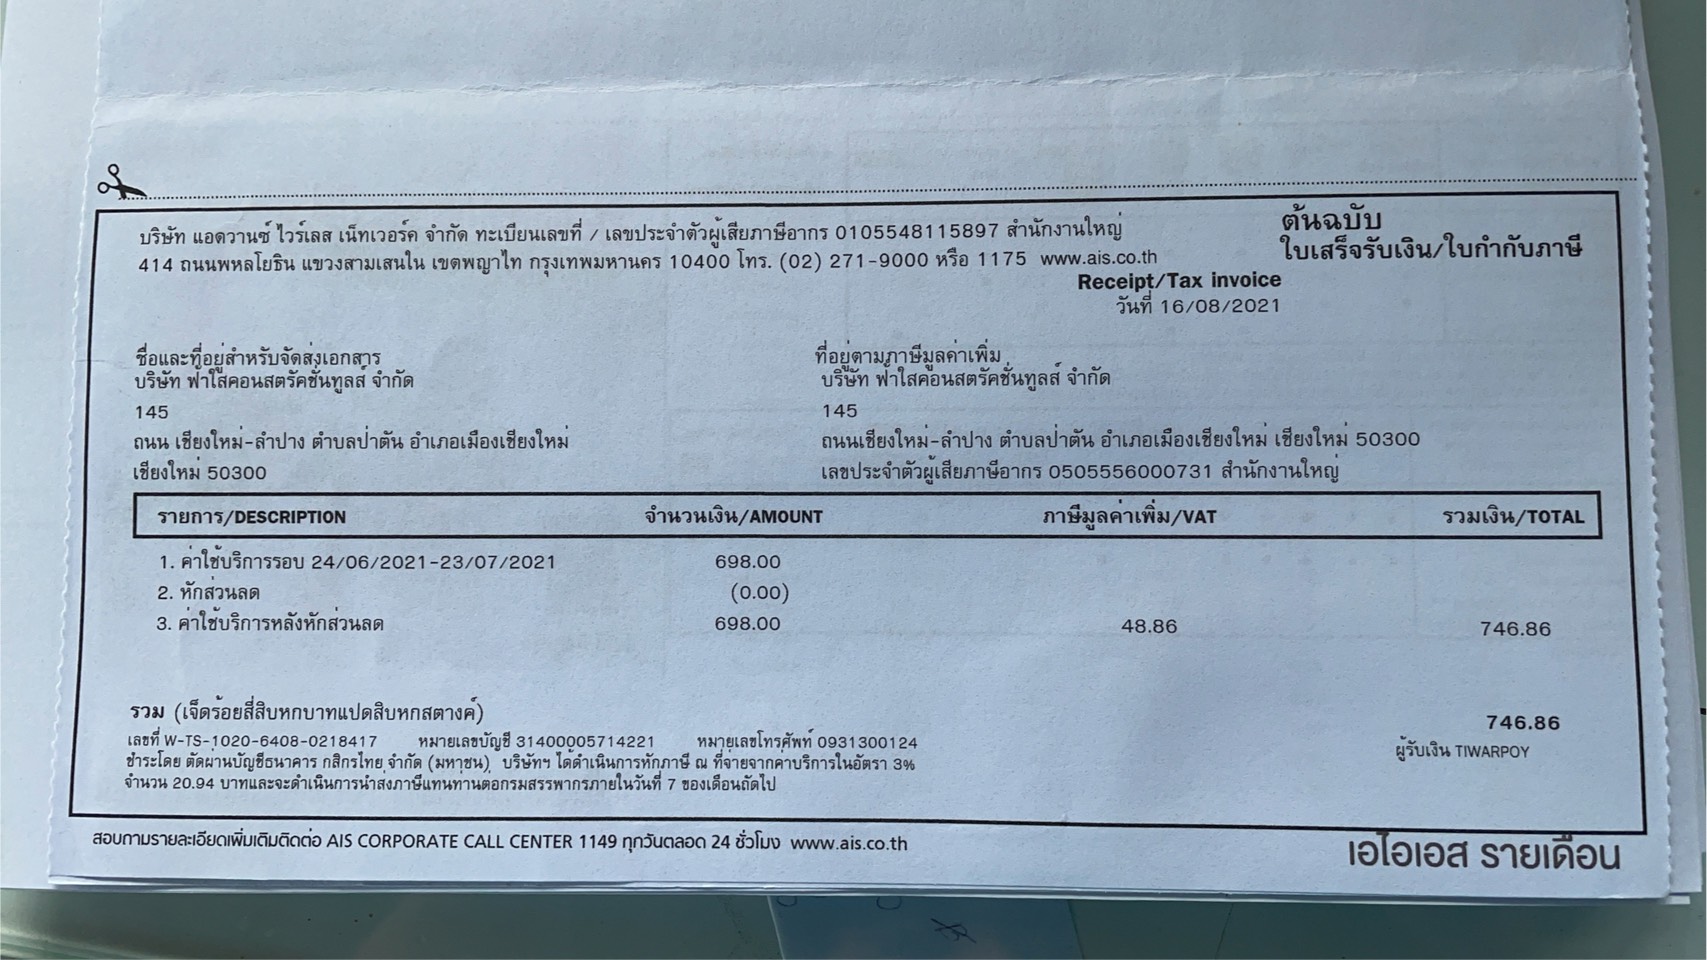 บริษัท แอดวานซ์ ไวร์เลส เน็ทเวอร์ค จำกัด ทะเบียนเลขที่ / เลขประจำตัวผู้เสียภาษีอากร 0105548115897 สำนักงานใหญ่
414 ถนนพหลโยธิน แขวงสามเสนใน เขตพญาไท กรุงเทพมหานคร 10400 โทร. (02) 271-9000 หรือ 1175 www.ais.co.th
ต้นฉบับ
ใบเสร็จรับเงิน/ใบกำกับภาษี
Receipt/Tax invoice
วันที่ 16/08/2021
ชื่อและที่อยู่สำหรับจัดส่งเอกสาร
บริษัท ฟ้าใสคอนสตรัคชั่นทูลส์ จำกัด
145
ถนน เชียงใหม่-ลำปาง ตำบลป่าตัน อำเภอเมืองเชียงใหม่
เชียงใหม่ 50300
ที่อยู่ตามภาษีมูลค่าเพิ่ม
บริษัท ฟ้าใสคอนสตรัคชั่นทูลส์ จำกัด
145
ถนนเชียงใหม่-ลำปาง ตำบลป่าตัน อำเภอเมืองเชียงใหม่ เชียงใหม่ 50300
เลขประจำตัวผู้เสียภาษีอากร 0505556000731 สำนักงานใหญ่
รายการ/DESCRIPTION จำนวนเงิน/AMOUNT ภาษีมูลค่าเพิ่ม/VAT รวมเงิน/TOTAL
1. ค่าใช้บริการรอบ 24/06/2021-23/07/2021 698.00
2. หักส่วนลด (0.00)
3. ค่าใช้บริการหลังหักส่วนลด 698.00 48.86 746.86
รวม (เจ็ดร้อยสี่สิบหกบาทแปดสิบหกสตางค์) 746.86
เลขที่ W-TS-1020-6408-0218417 หมายเลขบัญชี 31400005714221 หมายเลขโทรศัพท์ 0931300124
ผู้รับเงิน TIWARPOY
ชำระโดย ตัดผ่านบัญชีธนาคาร กสิกรไทย จำกัด (มหาชน) บริษัทฯ ได้ดำเนินการหักภาษี ณ ที่จ่ายจากค่าบริการในอัตรา 3%
จำนวน 20.94 บาทและจะดำเนินการนำส่งภาษีแทนท่านต่อกรมสรรพากรภายในวันที่ 7 ของเดือนถัดไป
สอบถามรายละเอียดเพิ่มเติมติดต่อ AIS CORPORATE CALL CENTER 1149 ทุกวันตลอด 24 ชั่วโมง www.ais.co.th
เอไอเอส รายเดือน